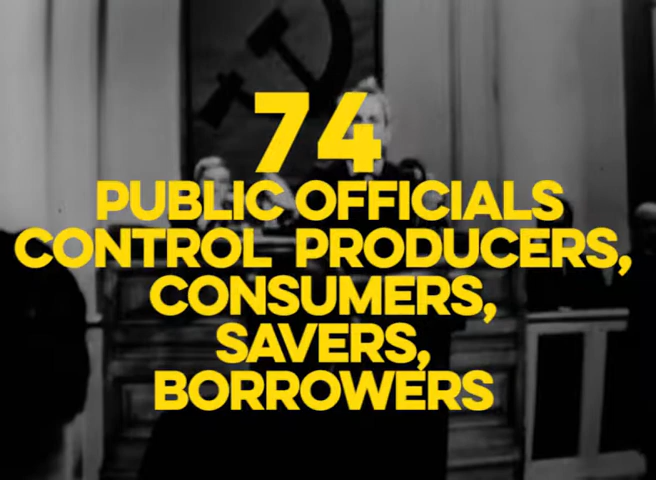 74
PUBLIC OFFICIALS
CONTROL PRODUCERS,
CONSUMERS,
SAVERS,
BORROWERS